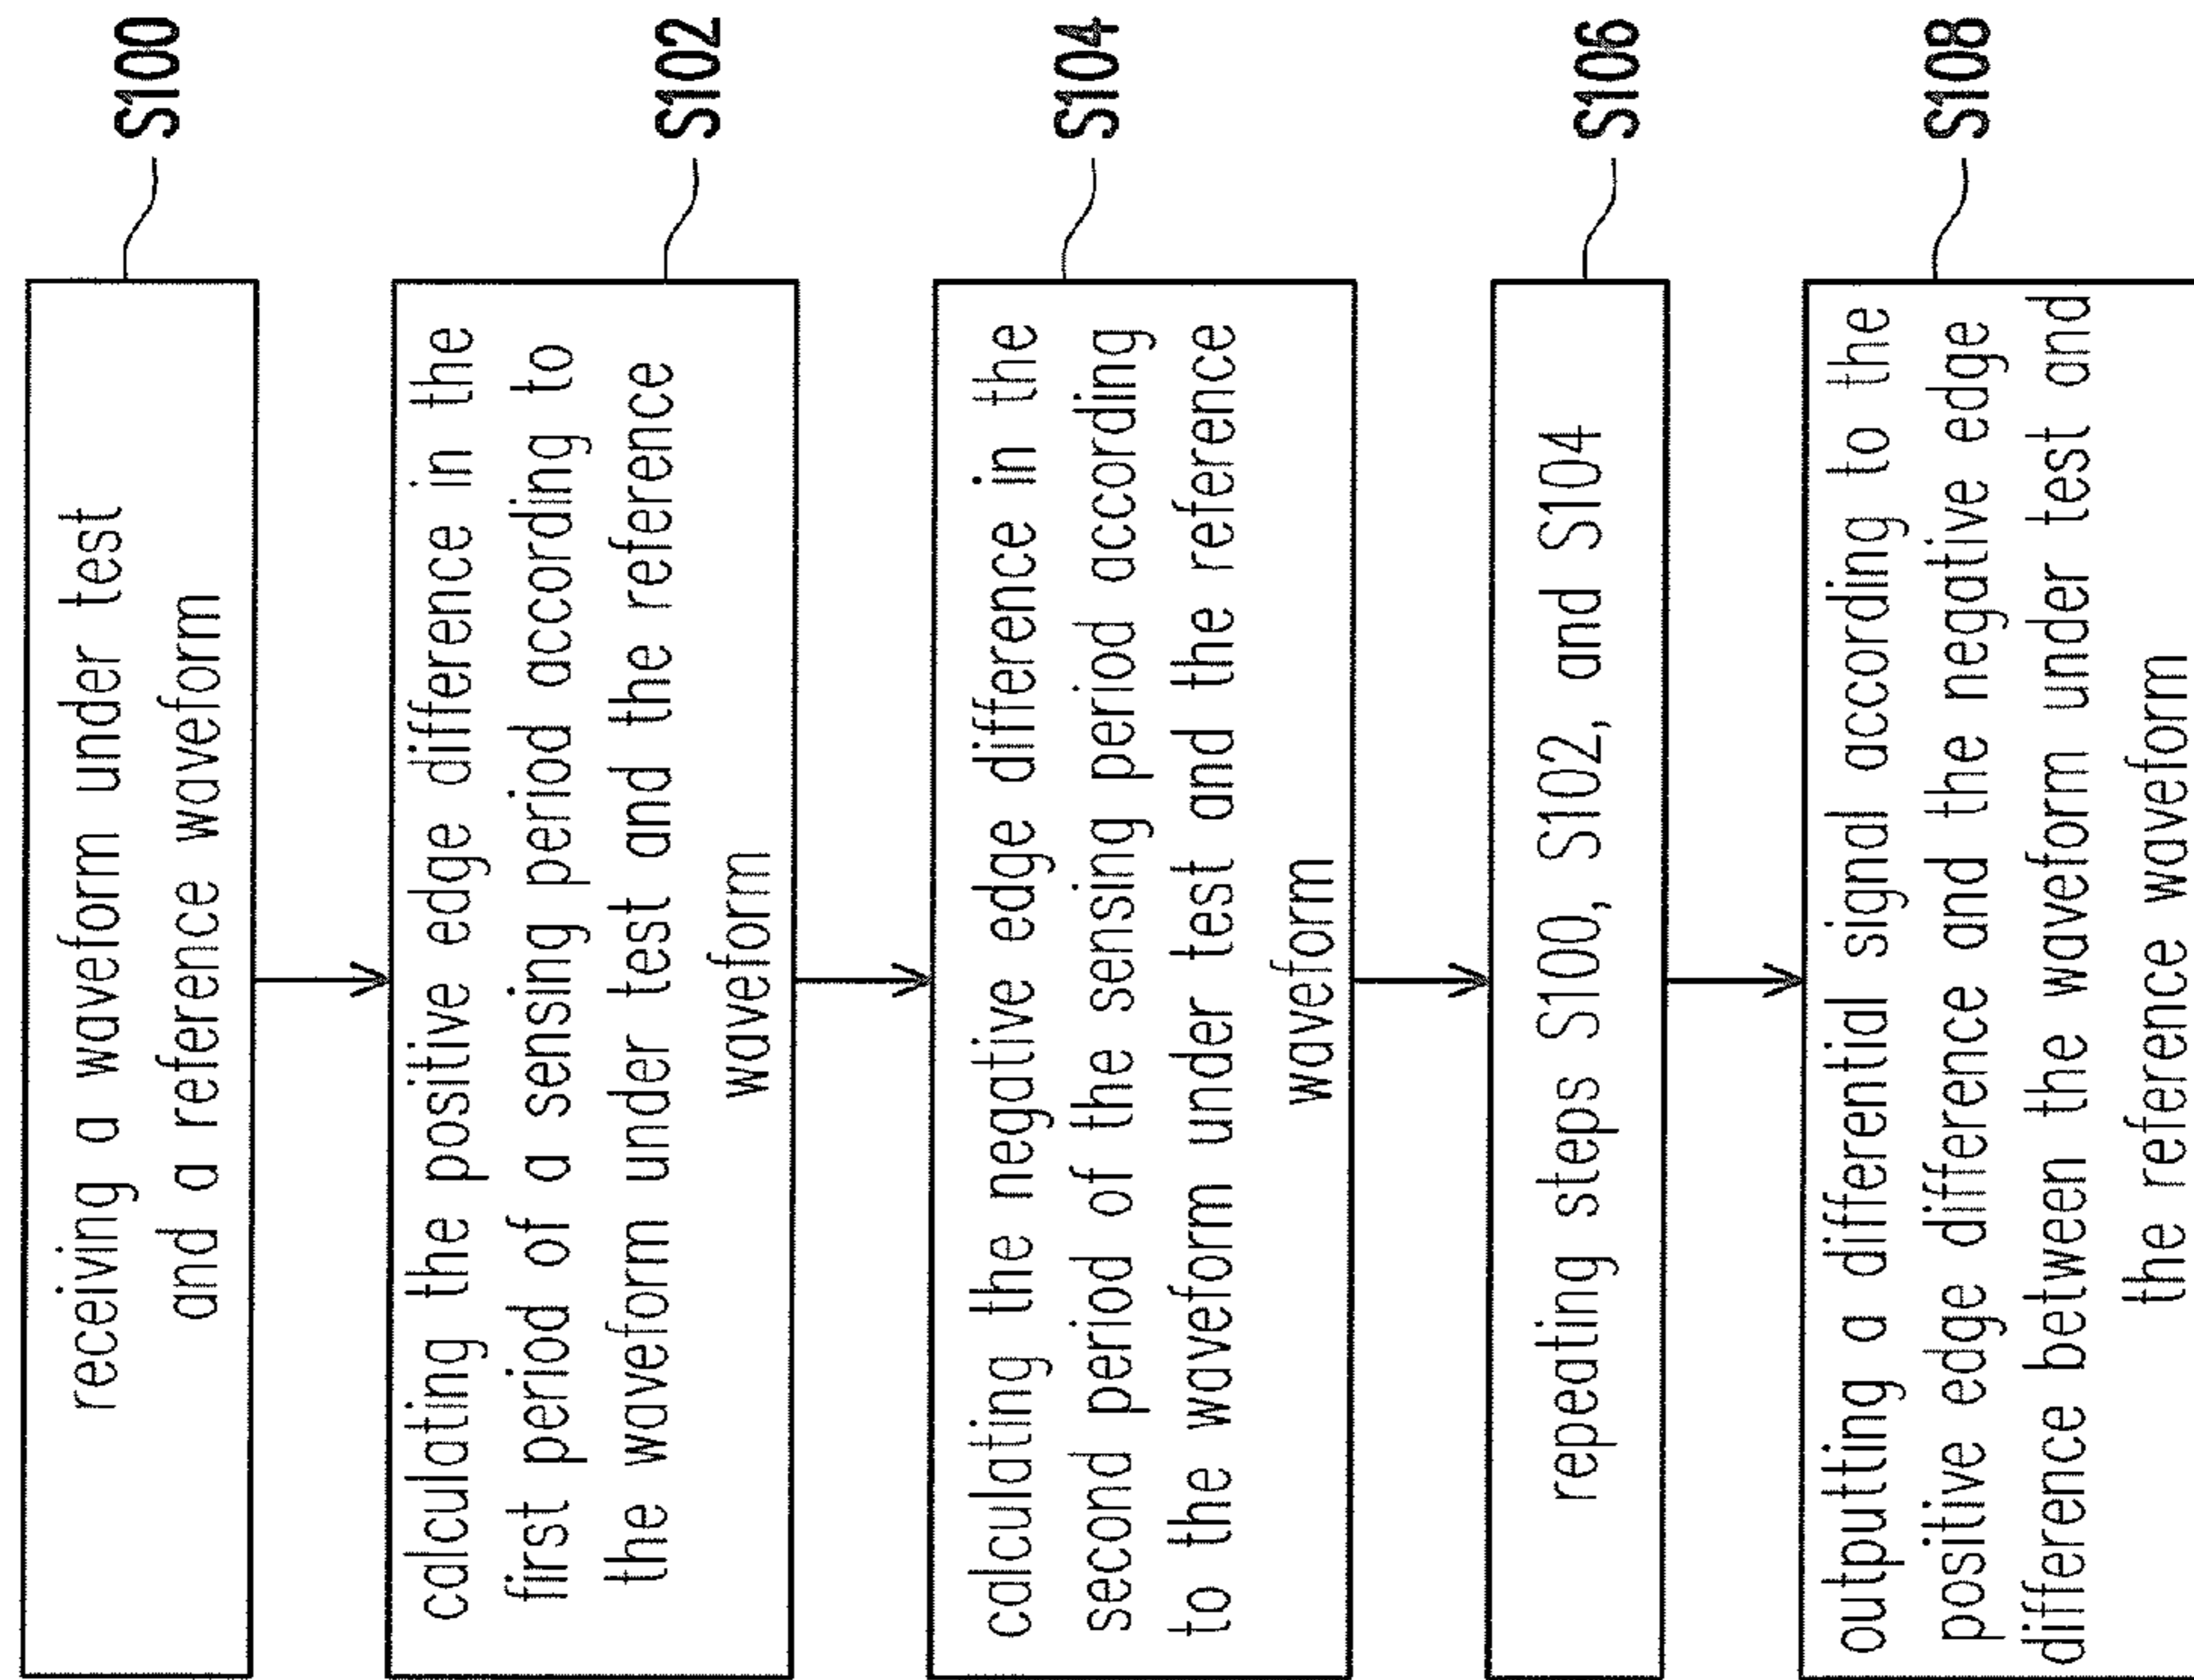 receiving a waveform under test
and a reference waveform
S100
calculating the positive edge difference in the
first period of a sensing period according to
the waveform under test and the reference
waveform
S102
calculating the negative edge difference in the
second period of the sensing period according
to the waveform under test and the reference
waveform
S104
repeating steps S100, S102, and S104
S106
outputting a differential signal according to the
positive edge difference and the negative edge
difference between the waveform under test and
the reference waveform
S108